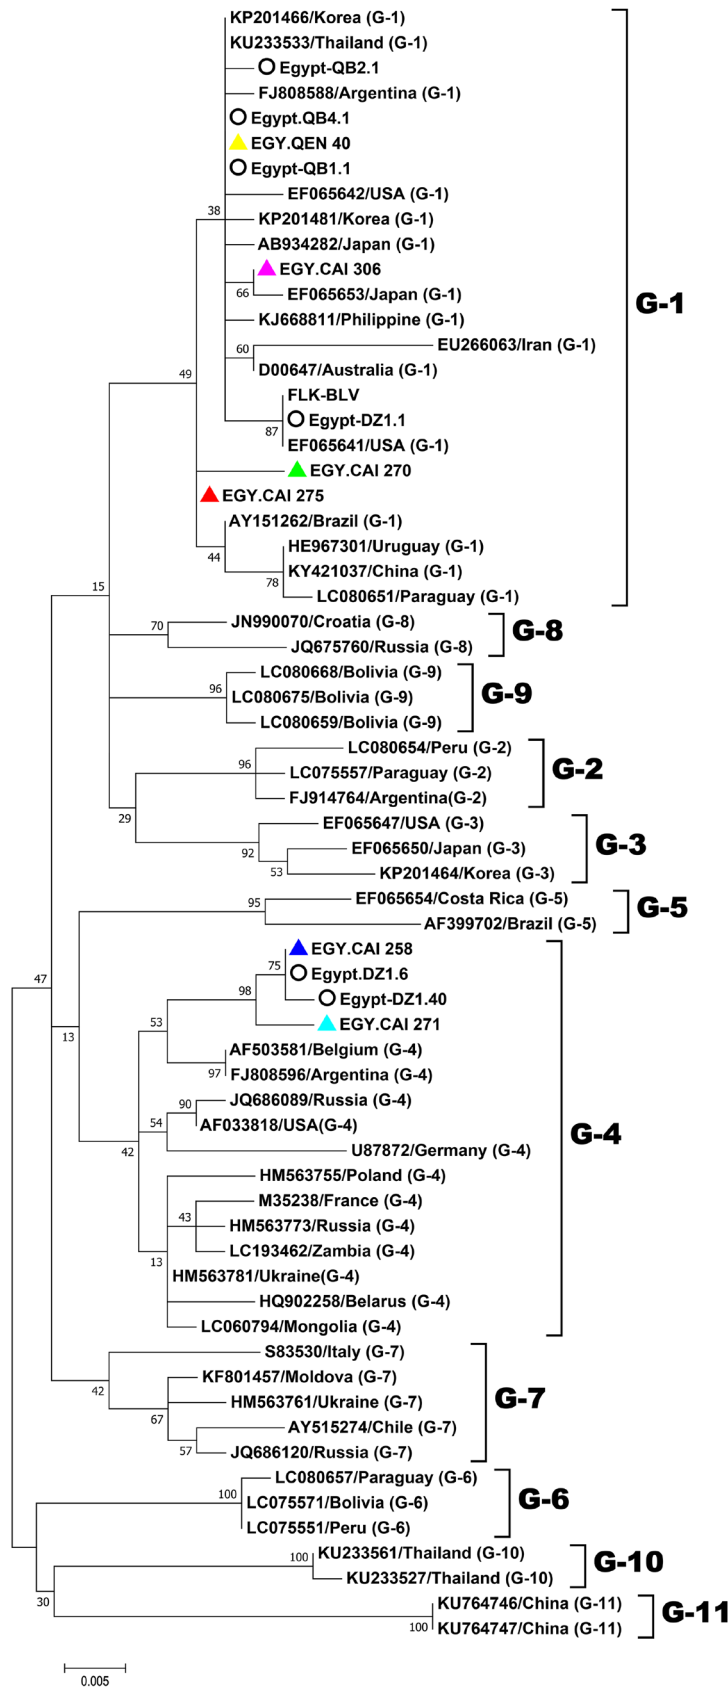 KP201466/Korea (G-1)
KU233533/Thailand (G-1)
Egypt-QB2.1
FJ808588/Argentina (G-1)
Egypt.QB4.1
EGY.QEN 40
Egypt-QB1.1
EF065642/USA (G-1)
38
KP201481/Korea (G-1)
AB934282/Japan (G-1)
EGY.CAI 306
66
EF065653/Japan (G-1)
G-1
KJ668811/Philippine (G-1)
EU266063/Iran (G-1)
60
D00647/Australia (G-1)
49
FLK-BLV
Egypt-DZ1.1
87
EF065641/USA (G-1)
EGY.CAI 270
EGY.CAI 275
AY151262/Brazil (G-1)
HE967301/Uruguay (G-1)
44
KY421037/China (G-1)
78
LC080651/Paraguay (G-1)
15
70
JN990070/Croatia (G-8)
G-8
JQ675760/Russia (G-8)
LC080668/Bolivia (G-9)
96
LC080675/Bolivia (G-9)
G-9
LC080659/Bolivia (G-9)
LC080654/Peru (G-2)
96
LC075557/Paraguay (G-2)
G-2
FJ914764/Argentina(G-2)
29
EF065647/USA (G-3)
92
EF065650/Japan (G-3)
G-3
53
KP201464/Korea (G-3)
95
EF065654/Costa Rica (G-5)
G-5
AF399702/Brazil (G-5)
EGY.CAI 258
75
Egypt.DZ1.6
47
98
Egypt-DZ1.40
53
EGY.CAI 271
13
AF503581/Belgium (G-4)
97
FJ808596/Argentina (G-4)
90
JQ686089/Russia (G-4)
54
AF033818/USA(G-4)
G-4
42
U87872/Germany (G-4)
HM563755/Poland (G-4)
M35238/France (G-4)
43
HM563773/Russia (G-4)
LC193462/Zambia (G-4)
13
HM563781/Ukraine(G-4)
HQ902258/Belarus (G-4)
LC060794/Mongolia (G-4)
S83530/Italy (G-7)
KF801457/Moldova (G-7)
42
HM563761/Ukraine (G-7)
G-7
67
AY515274/Chile (G-7)
57
JQ686120/Russia (G-7)
LC080657/Paraguay (G-6)
100
LC075571/Bolivia (G-6)
G-6
LC075551/Peru (G-6)
KU233561/Thailand (G-10)
100
G-10
KU233527/Thailand (G-10)
30
KU764746/China (G-11)
G-11
100
KU764747/China (G-11)
0.005